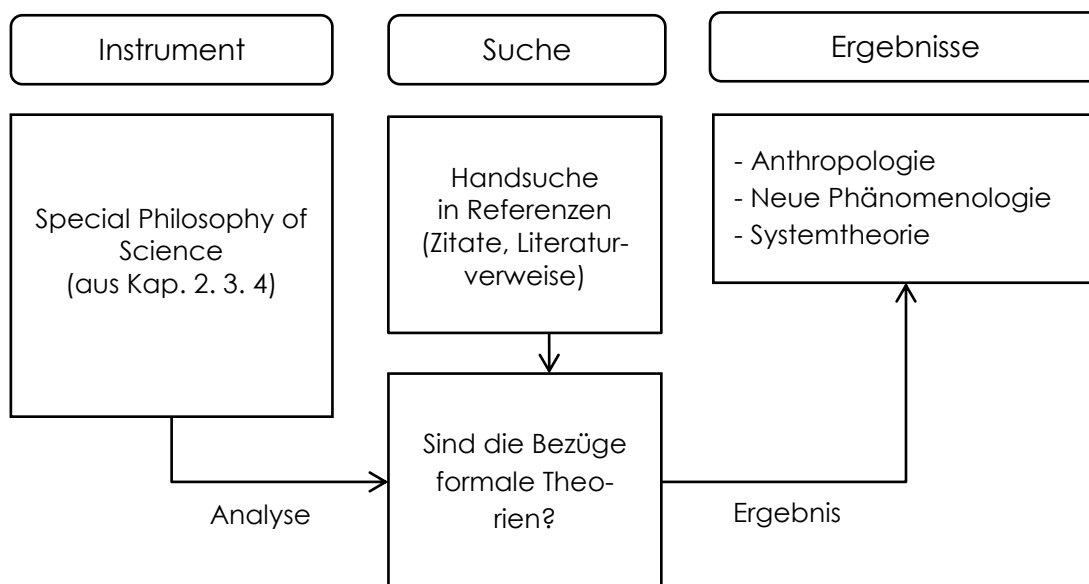 Instrument
Suche
Ergebnisse
Special Philosophy of
Science
(aus Kap. 2. 3. 4)
Handsuche
in Referenzen
(Zitate, Literatur-
verweise)
- Anthropologie
- Neue Phänomenologie
- Systemtheorie
Sind die Bezüge
formale Theo-
rien?
Analyse
Ergebnis